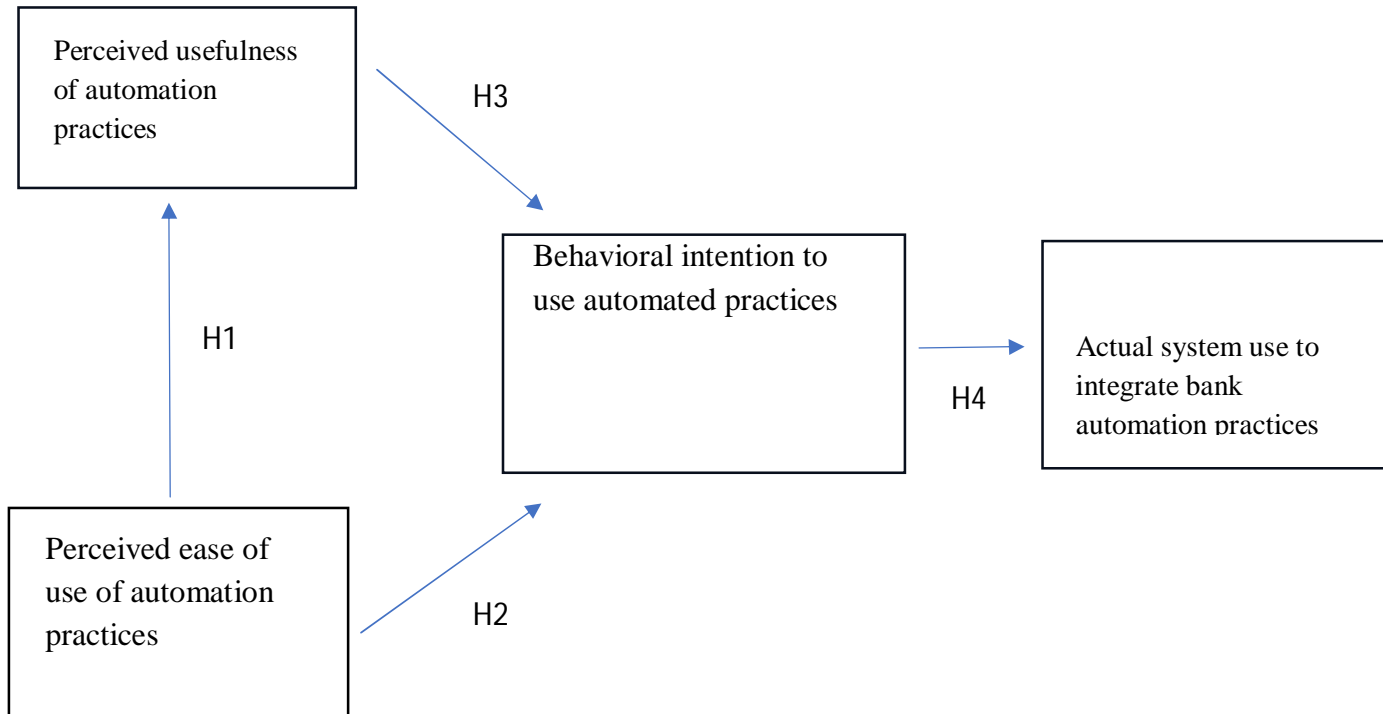 Perceived usefulness
of automation
practices
H3
Behavioral intention to
use automated practices
H1
Actual system use to
integrate bank
automation practices
H4
Perceived ease of
use of automation
practices
H2